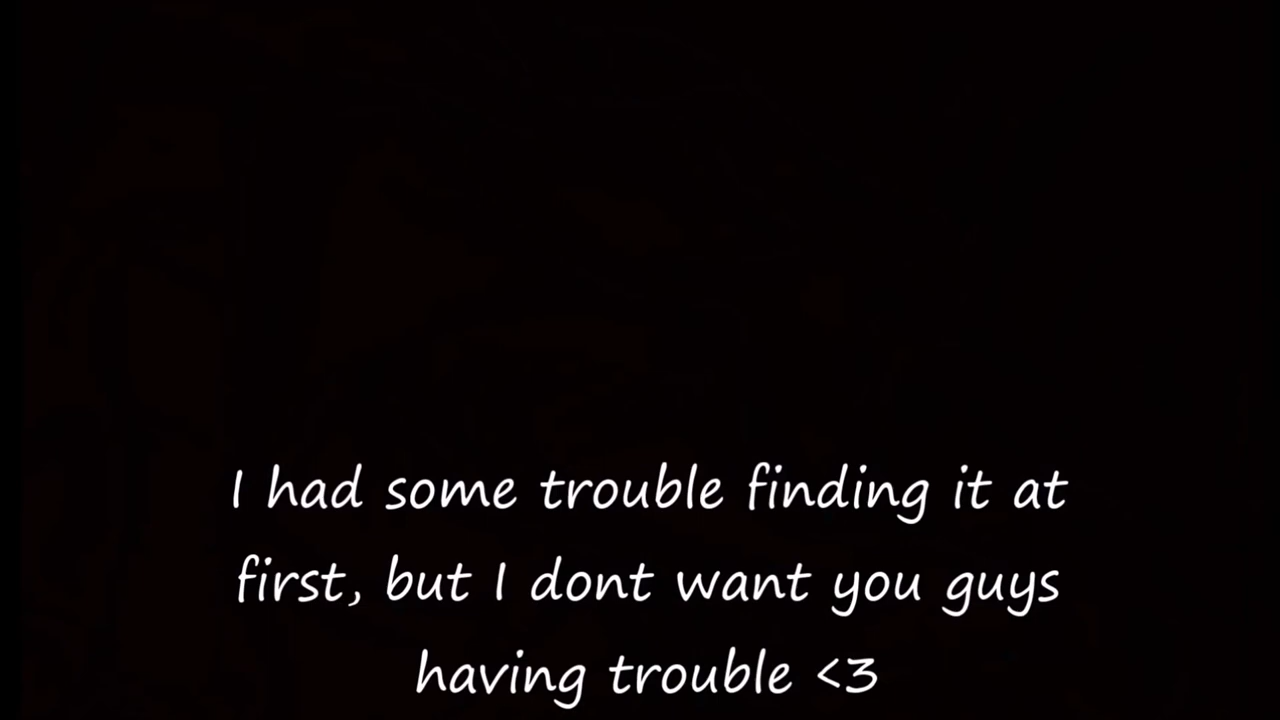 I had some trouble finding it at
first, but I dont want you guys
having trouble <3